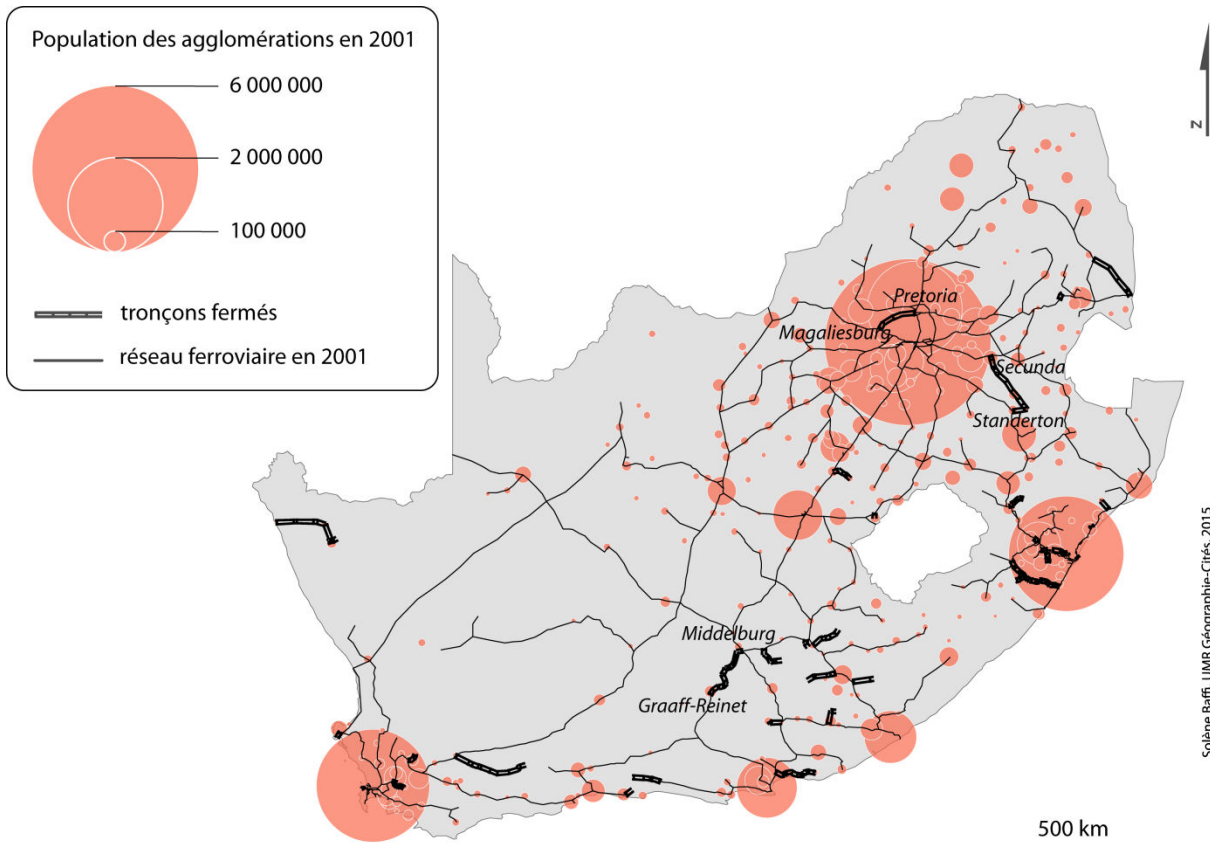 Population des agglomérations en 2001
6 000 000
2 000 000
100 000
tronçons fermés
réseau ferroviaire en 2001
N
Pretoria
Magaliesburg
Secunda
Standerton
Middelburg
Graaff-Reinet
500 km
Solène Baffi, UMR Géographie-Cités, 2015